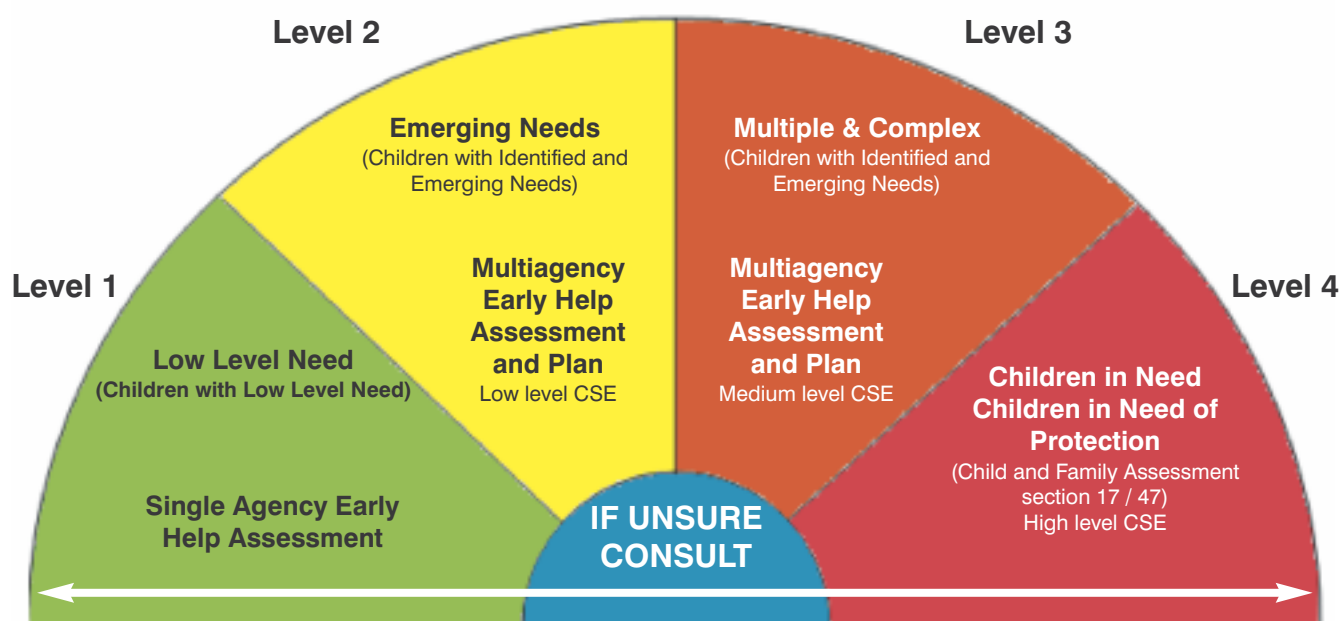 Level 1
Low Level Need
(Children with Low Level Need)
Single Agency Early
Help Assessment
Level 2
Emerging Needs
(Children with Identified and
Emerging Needs)
Multiagency
Early Help
Assessment
and Plan
Low level CSE
Level 3
Multiple & Complex
(Children with Identified and
Emerging Needs)
Multiagency
Early Help
Assessment
and Plan
Medium level CSE
Level 4
Children in Need
Children in Need of
Protection
(Child and Family Assessment
section 17 / 47)
High level CSE
IF UNSURE
CONSULT